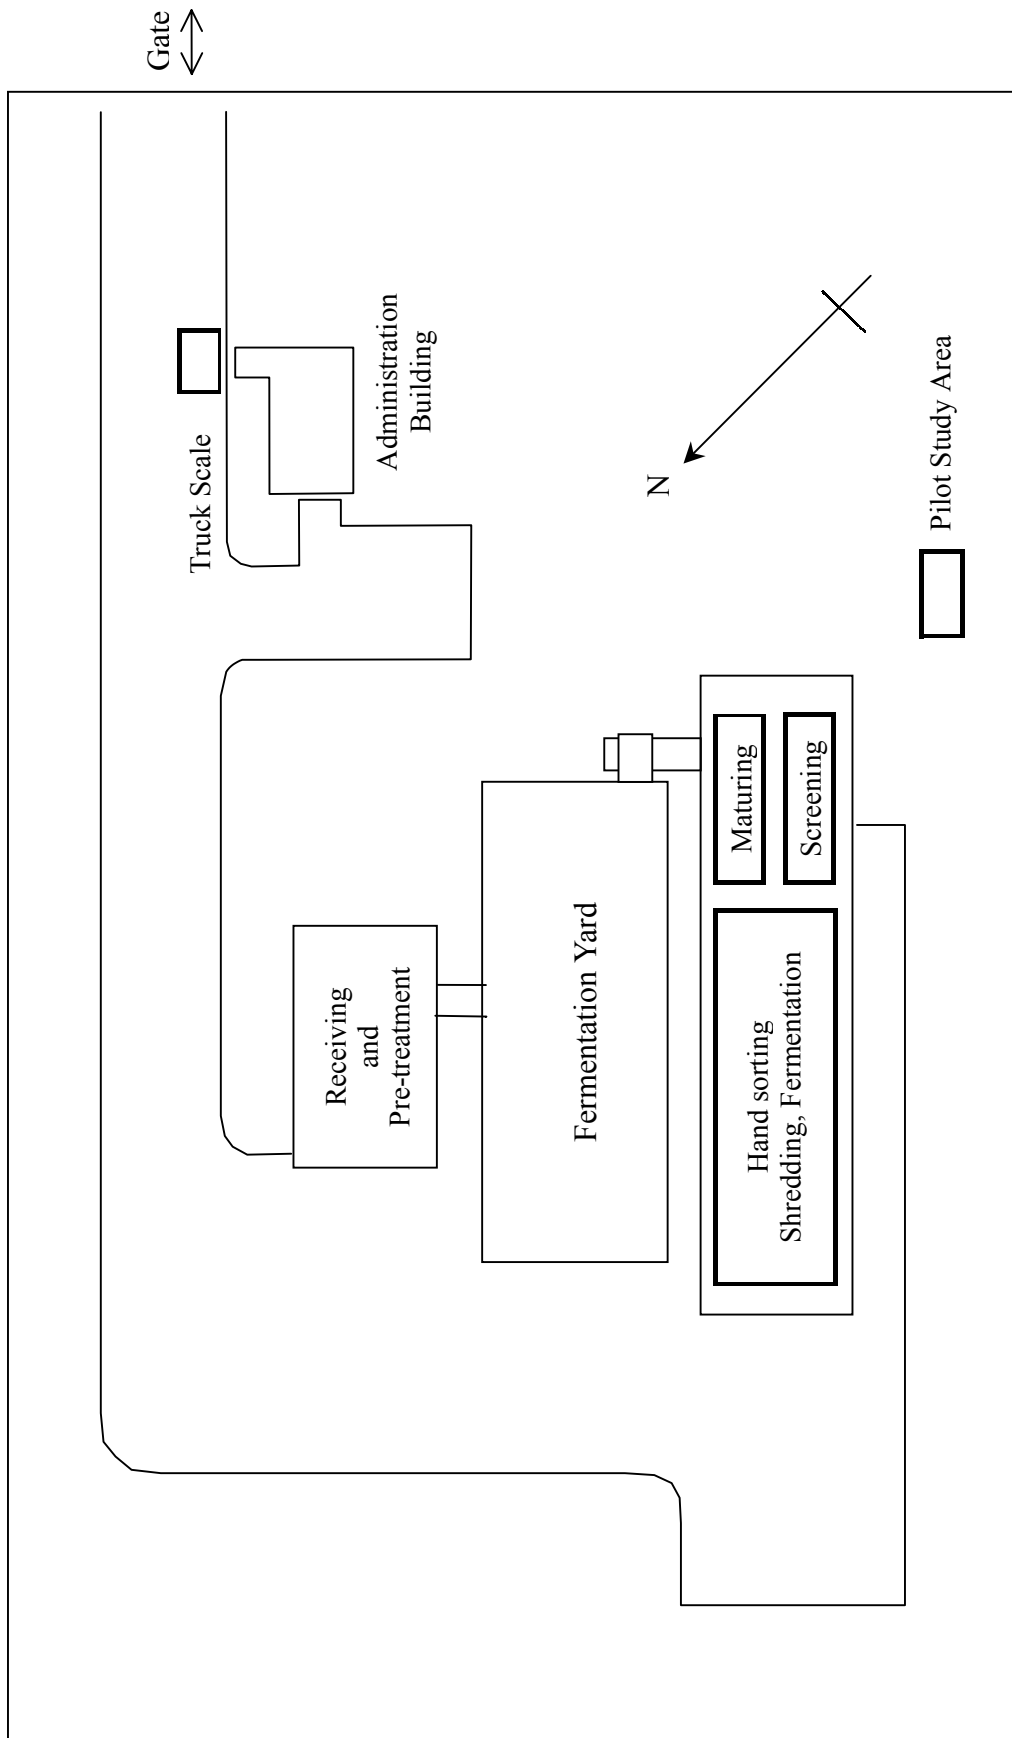 Gate
Truck Scale
Administration
Building
N
Pilot Study Area
Receiving
and
Pre-treatment
Fermentation Yard
Maturing
Screening
Hand sorting
Shredding, Fermentation